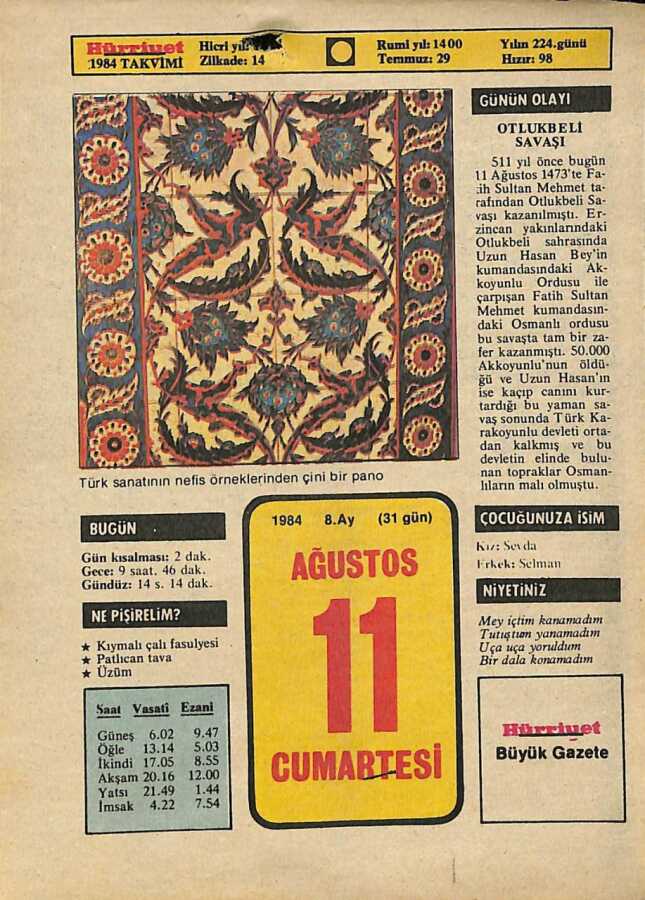 Hürriyet
1984 TAKVİMİ
Hicri yıl:
Zilkade: 14
Rumi yıl: 1400
Temmuz: 29
Yılın 224.günü
Hızır: 98
Türk sanatının nefis örneklerinden çini bir pano
GÜNÜN OLAYI
OTLUKBELİ
SAVAŞI
511 yıl önce bugün
11 Ağustos 1473'te Fa-
tih Sultan Mehmet ta-
rafından Otlukbeli Sa-
vaşı kazanılmıştı. Er-
zincan yakınlarındaki
Otlukbeli sahrasında
Uzun Hasan Bey'in
kumandasındaki Ak-
koyunlu Ordusu ile
çarpışan Fatih Sultan
Mehmet kumandasın-
daki Osmanlı ordusu
bu savaşta tam bir za-
fer kazanmıştı. 50.000
Akkoyunlu'nun öldü-
ğü ve Uzun Hasan'ın
ise kaçıp canını kur-
tardığı bu yaman sa-
vaş sonunda Türk Ka-
rakoyunlu devleti orta-
dan kalkmış ve bu
devletin elinde bulu-
nan topraklar Osman-
lıların malı olmuştu.
BUGÜN
Gün kısalması: 2 dak.
Gece: 9 saat. 46 dak.
Gündüz: 14 s. 14 dak.
NE PİŞİRELİM?
★ Kıymalı çalı fasulyesi
★ Patlıcan tava
★ Üzüm
Saat Vasatî Ezanî
Güneş 6.02 9.47
Öğle 13.14 5.03
İkindi 17.05 8.55
Akşam 20.16 12.00
Yatsı 21.49 1.44
İmsak 4.22 7.54
1984 8.Ay (31 gün)
AĞUSTOS
11
CUMARTESİ
ÇOCUĞUNUZA İSİM
Kız: Sevda
Erkek: Selman
NİYETİNİZ
Mey içtim kanamadım
Tutuştum yanamadım
Uça uça yoruldum
Bir dala konamadım
Hürriyet
Büyük Gazete